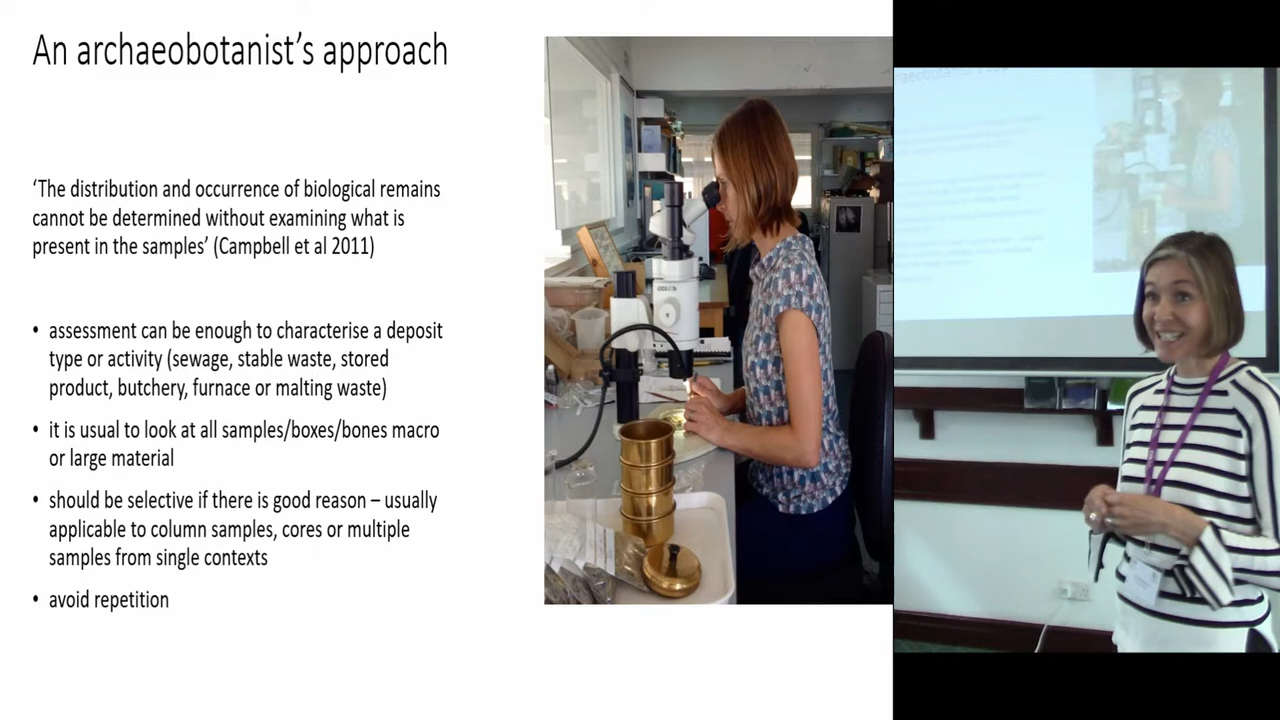 An archaeobotanist’s approach
‘The distribution and occurrence of biological remains
cannot be determined without examining what is
present in the samples’ (Campbell et al 2011)
• assessment can be enough to characterise a deposit
type or activity (sewage, stable waste, stored
product, butchery, furnace or malting waste)
• it is usual to look at all samples/boxes/bones macro
or large material
• should be selective if there is good reason – usually
applicable to column samples, cores or multiple
samples from single contexts
• avoid repetition